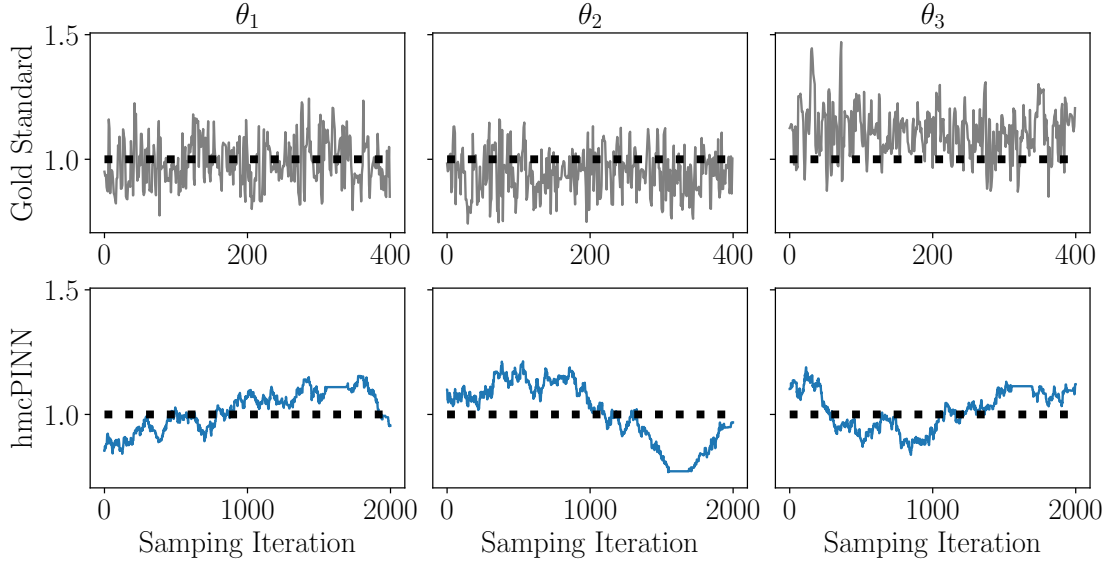 θ₁ θ₂ θ₃
Gold Standard
1.5
1.0
0 200 400 0 200 400 0 200 400
hmcPINN
1.5
1.0
0 1000 2000 0 1000 2000 0 1000 2000
Samping Iteration Samping Iteration Samping Iteration